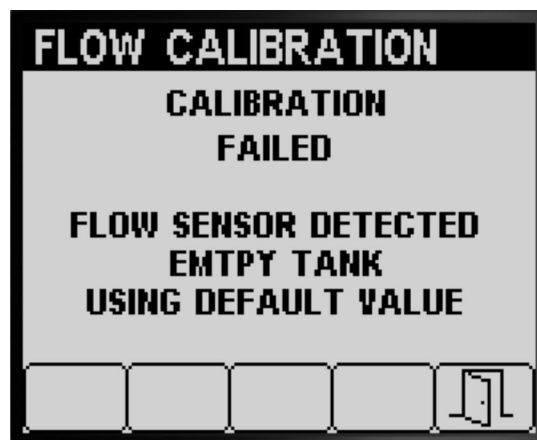 FLOW CALIBRATION
CALIBRATION
FAILED
FLOW SENSOR DETECTED
EMTPY TANK
USING DEFAULT VALUE